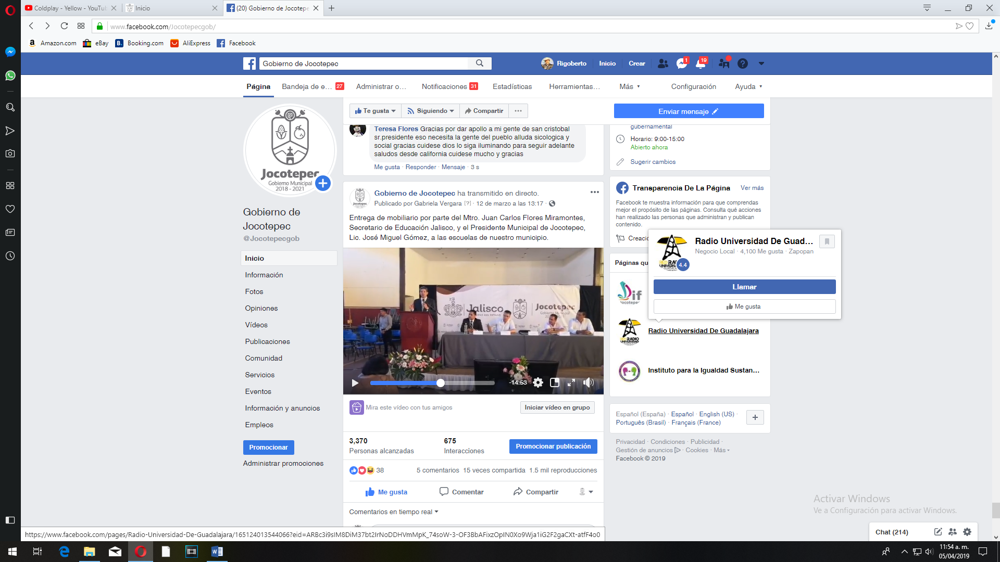 Coldplay - Yellow - YouTu
Inicio
(20) Gobierno de Jocotepe
www.facebook.com/Jocotepecgob/
Amazon.com
eBay
Booking.com
AliExpress
Facebook
Gobierno de Jocotepec
Rigoberto
Inicio
Crear
1
19
Página
Bandeja de e... 27
Administrar o...
Notificaciones 31
Estadísticas
Herramientas...
Más
Configuración
Ayuda
Jocotepec
Gobierno Municipal
2018 - 2021
Gobierno de
Jocotepec
@Jocotepecgob
Inicio
Información
Fotos
Opiniones
Vídeos
Publicaciones
Comunidad
Servicios
Eventos
Información y anuncios
Empleos
Promocionar
Administrar promociones
Te gusta
Siguiendo
Compartir
Enviar mensaje
Teresa Flores Gracias por dar apollo a mi gente de san cristobal
sr.presidente eso necesita la gente del pueblo alluda sicologica y
social gracias cuidese dios lo siga iluminando para seguir adelante
saludos desde california cuidese mucho y gracias
Me gusta · Responder · Mensaje · 3 s
Gobierno de Jocotepec ha transmitido en directo.
Publicado por Gabriela Vergara [?] · 12 de marzo a las 13:17 ·
Entrega de mobiliario por parte del Mtro. Juan Carlos Flores Miramontes,
Secretario de Educación Jalisco, y el Presidente Municipal de Jocotepec,
Lic. José Miguel Gómez, a las escuelas de nuestro municipio.
Jalisco
Jocotepec
-14:53
Mira este vídeo con tus amigos
Iniciar vídeo en grupo
3,370
Personas alcanzadas
675
Interacciones
Promocionar publicación
38
5 comentarios 15 veces compartida 1.5 mil reproducciones
Me gusta
Comentar
Compartir
Comentarios en tiempo real
gubernamental
Horario: 9:00-15:00
Abierto ahora
Sugerir cambios
Transparencia De La Página
Ver más
Facebook te muestra información para que comprendas
mejor el propósito de las páginas. Consulta qué acciones
han realizado las personas que administran y publican
contenido.
Creació
Páginas qu
Radio Universidad De Guad...
Negocio Local · 4,100 Me gusta · Zapopan
4.4
Llamar
Me gusta
Dif
Jocotepec
Radio Universidad De Guadalajara
Instituto para la Igualdad Sustan...
Español (España) · Español · English (US) ·
Português (Brasil) · Français (France)
Privacidad · Condiciones · Publicidad ·
Gestión de anuncios · Cookies · Más
Facebook © 2019
Activar Windows
Ve a Configuración para activar Windows.
Chat (214)
https://www.facebook.com/pages/Radio-Universidad-De-Guadalajara/165124013544066?eid=ARBc3i9sIM8DiM37bt2IrNoDDHVmMpK_74soW-3-OF3BbAFixzOpIN0Xo9Wja1iG2F2gaCXt-atfF4o0
11:54 a. m.
05/04/2019